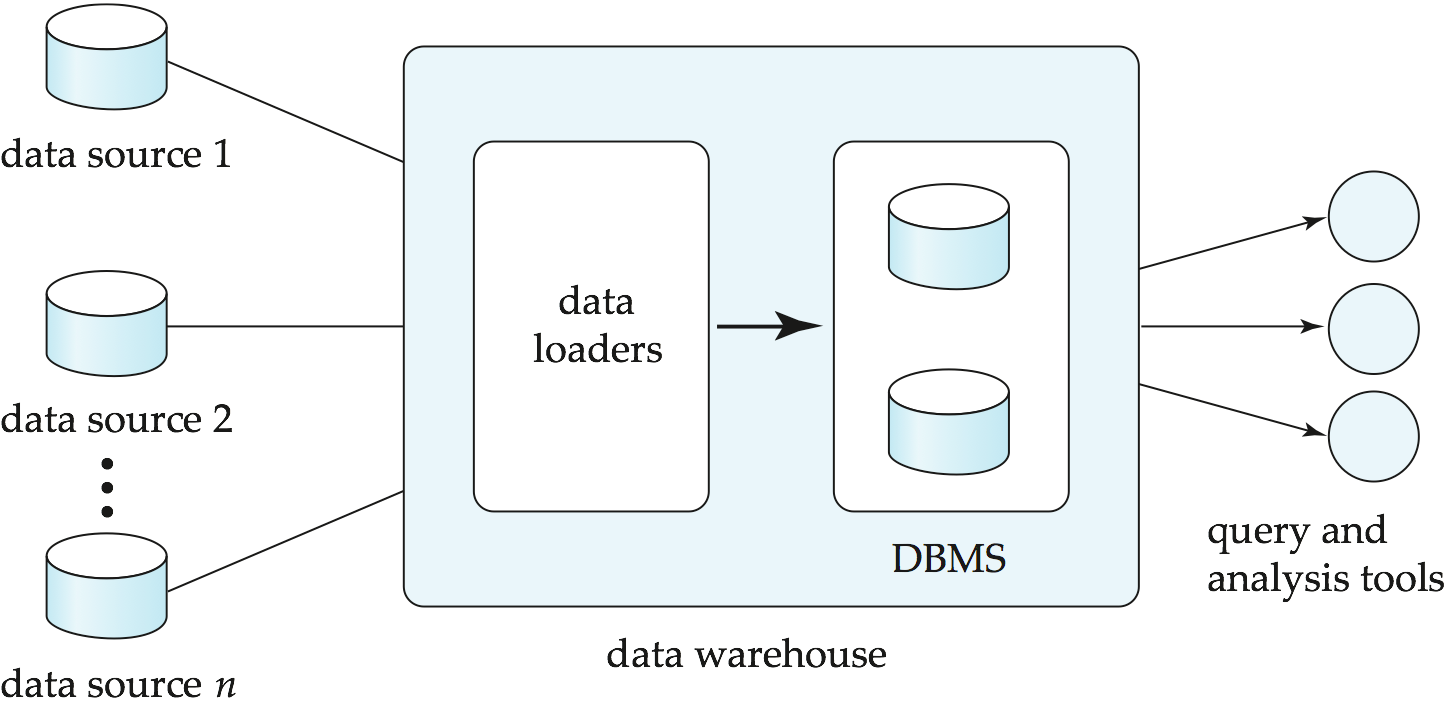 data source 1
data source 2
data source n
data
loaders
DBMS
data warehouse
query and
analysis tools